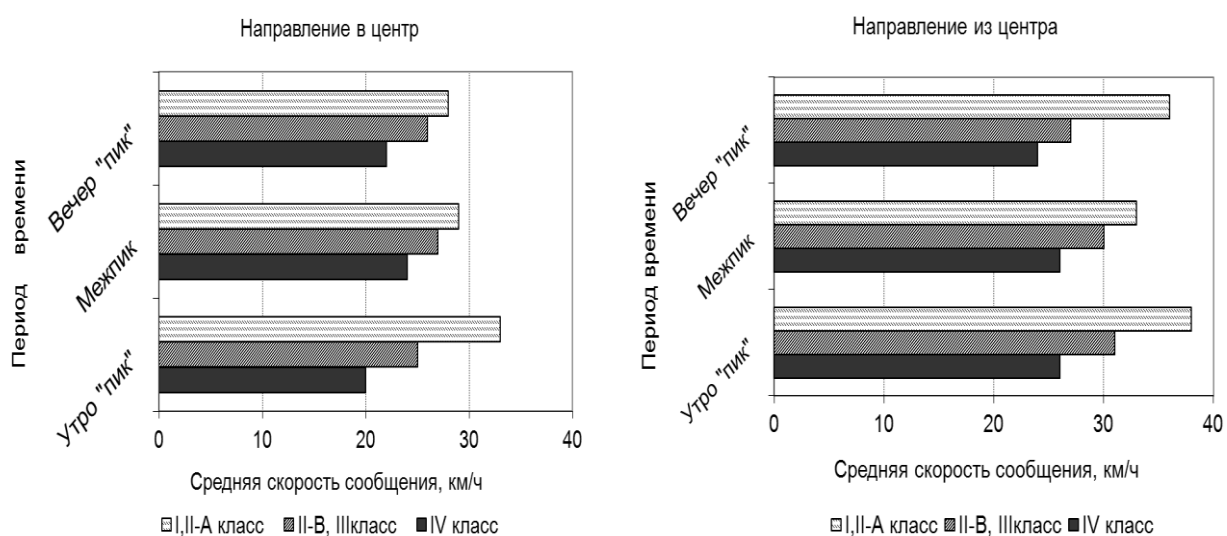 Направление в центр
Период времени
Вечер "пик"
Межпик
Утро "пик"
0 10 20 30 40
Средняя скорость сообщения, км/ч
I,II-А класс II-В, IIIкласс IV класс
Направление из центра
Период времени
Вечер "пик"
Межпик
Утро "пик"
0 10 20 30 40
Средняя скорость сообщения, км/ч
I,II-А класс II-В, IIIкласс IV класс